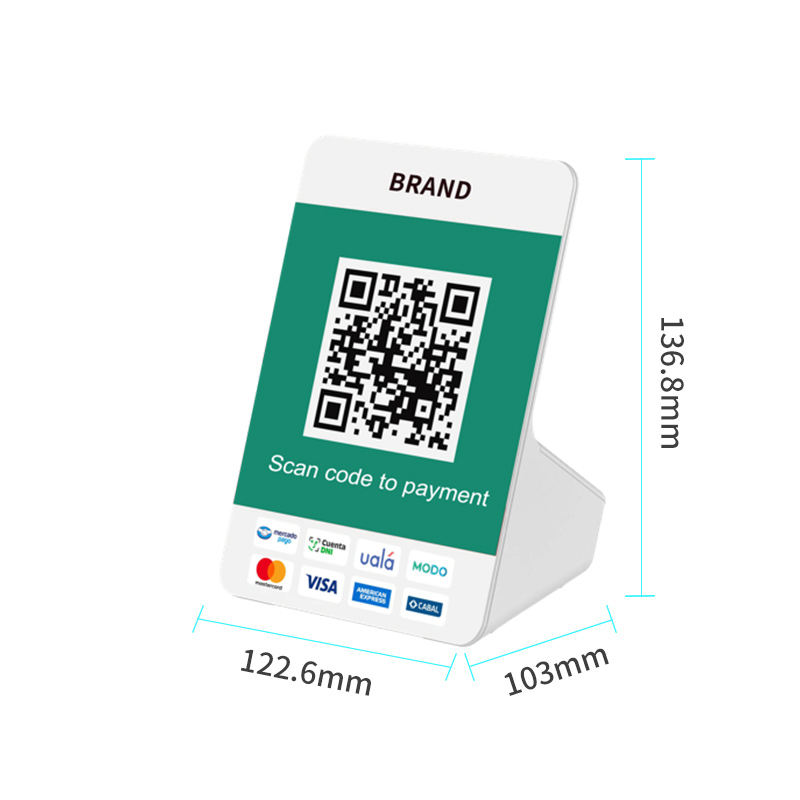 BRAND
Scan code to payment
mercado
pago
Cuenta
DNI
ualá
MODO
mastercard
VISA
AMERICAN
EXPRESS
CABAL
136.8mm
122.6mm
103mm